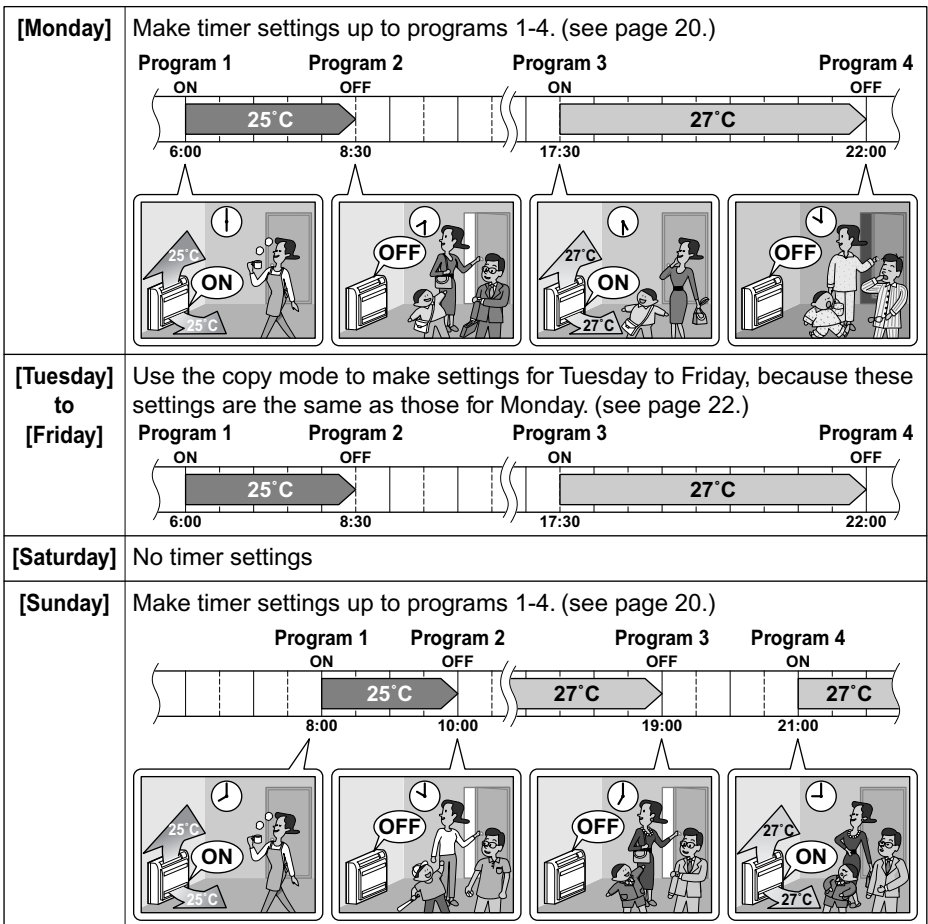 [Monday]
Make timer settings up to programs 1-4. (see page 20.)
Program 1 Program 2 Program 3 Program 4
ON OFF ON OFF
25˚C 27˚C
6:00 8:30 17:30 22:00
25˚C ON 25˚C
OFF
27˚C ON 27˚C
OFF
[Tuesday]
to
[Friday]
Use the copy mode to make settings for Tuesday to Friday, because these
settings are the same as those for Monday. (see page 22.)
Program 1 Program 2 Program 3 Program 4
ON OFF ON OFF
25˚C 27˚C
6:00 8:30 17:30 22:00
[Saturday] No timer settings
[Sunday]
Make timer settings up to programs 1-4. (see page 20.)
Program 1 Program 2 Program 3 Program 4
ON OFF OFF ON
25˚C 27˚C 27˚C
8:00 10:00 19:00 21:00
25˚C ON 25˚C
OFF
OFF
27˚C ON 27˚C